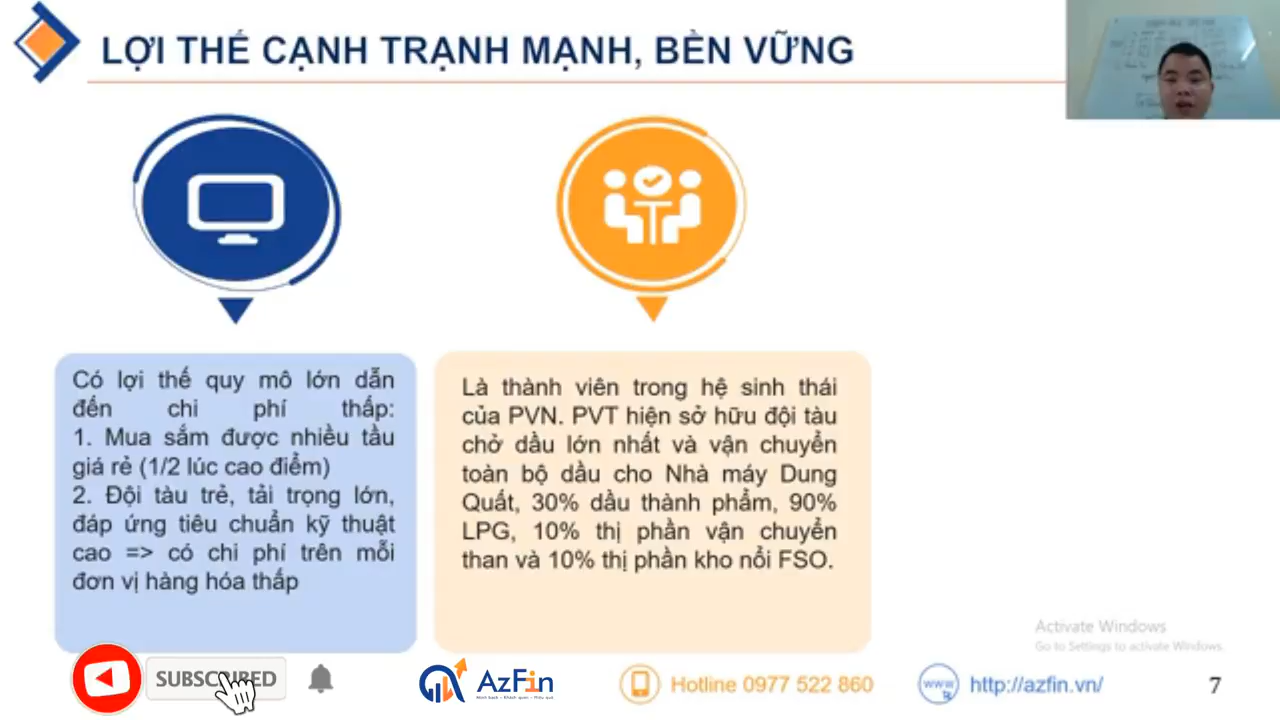 LỢI THẾ CẠNH TRẠNH MẠNH, BỀN VỮNG
Có lợi thế quy mô lớn dẫn
đến chi phí thấp:
1. Mua sắm được nhiều tầu
giá rẻ (1/2 lúc cao điểm)
2. Đội tàu trẻ, tải trọng lớn,
đáp ứng tiêu chuẩn kỹ thuật
cao => có chi phí trên mỗi
đơn vị hàng hóa thấp
Là thành viên trong hệ sinh thái
của PVN. PVT hiện sở hữu đội tàu
chở dầu lớn nhất và vận chuyển
toàn bộ dầu cho Nhà máy Dung
Quất, 30% dầu thành phẩm, 90%
LPG, 10% thị phần vận chuyển
than và 10% thị phần kho nổi FSO.
Activate Windows
Go to Settings to activate Windows.
SUBSCRIBED
AzFin
Hotline 0977 522 860
www
http://azfin.vn/
7